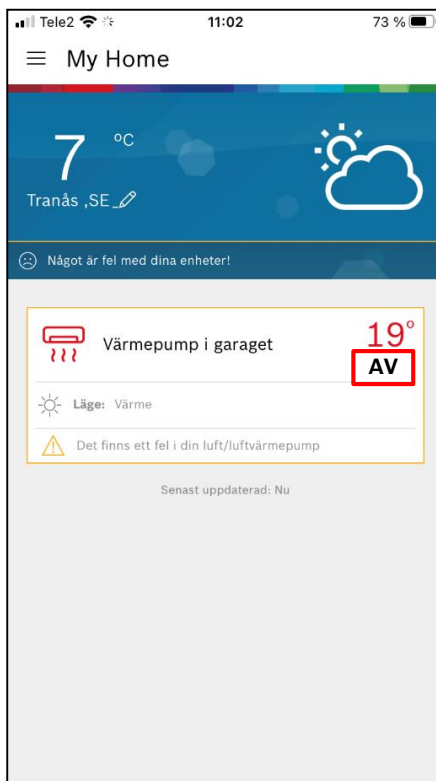 Tele2 11:02 73 %
My Home
7 °C
Tranås ,SE_
Något är fel med dina enheter!
Värmepump i garaget 19°
AV
Läge: Värme
Det finns ett fel i din luft/luftvärmepump
Senast uppdaterad: Nu